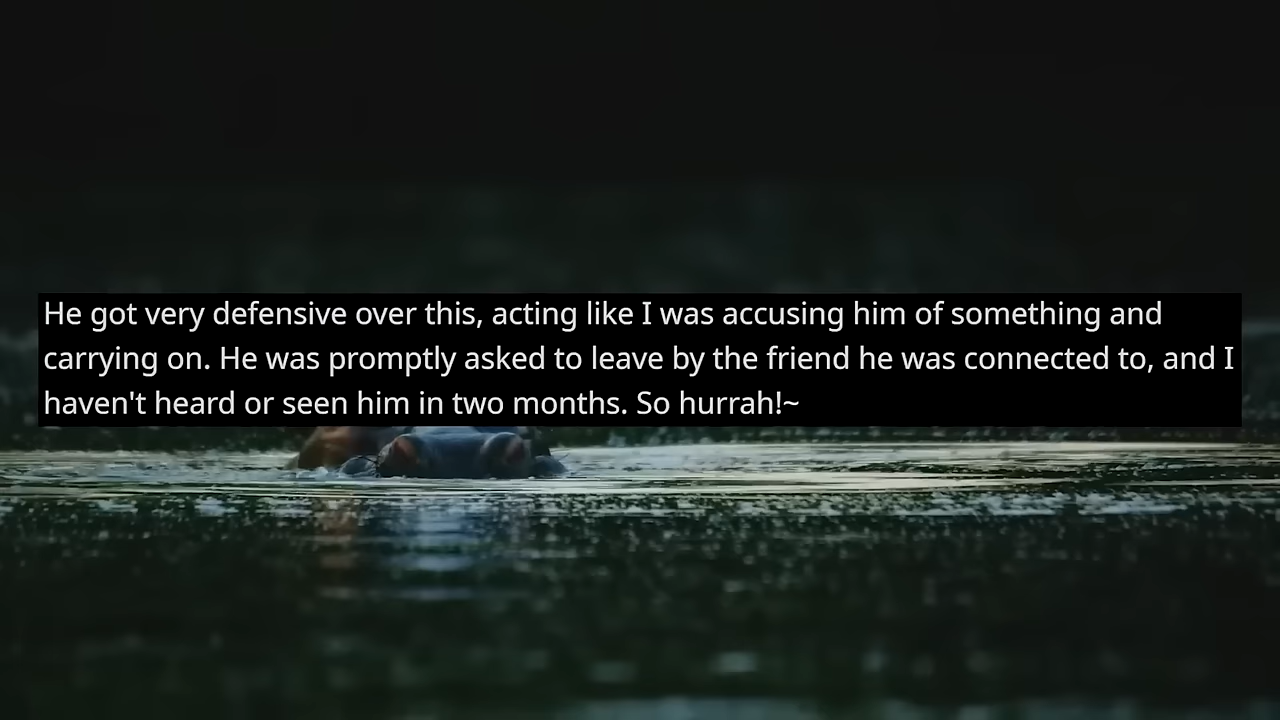 He got very defensive over this, acting like I was accusing him of something and
carrying on. He was promptly asked to leave by the friend he was connected to, and I
haven't heard or seen him in two months. So hurrah!~